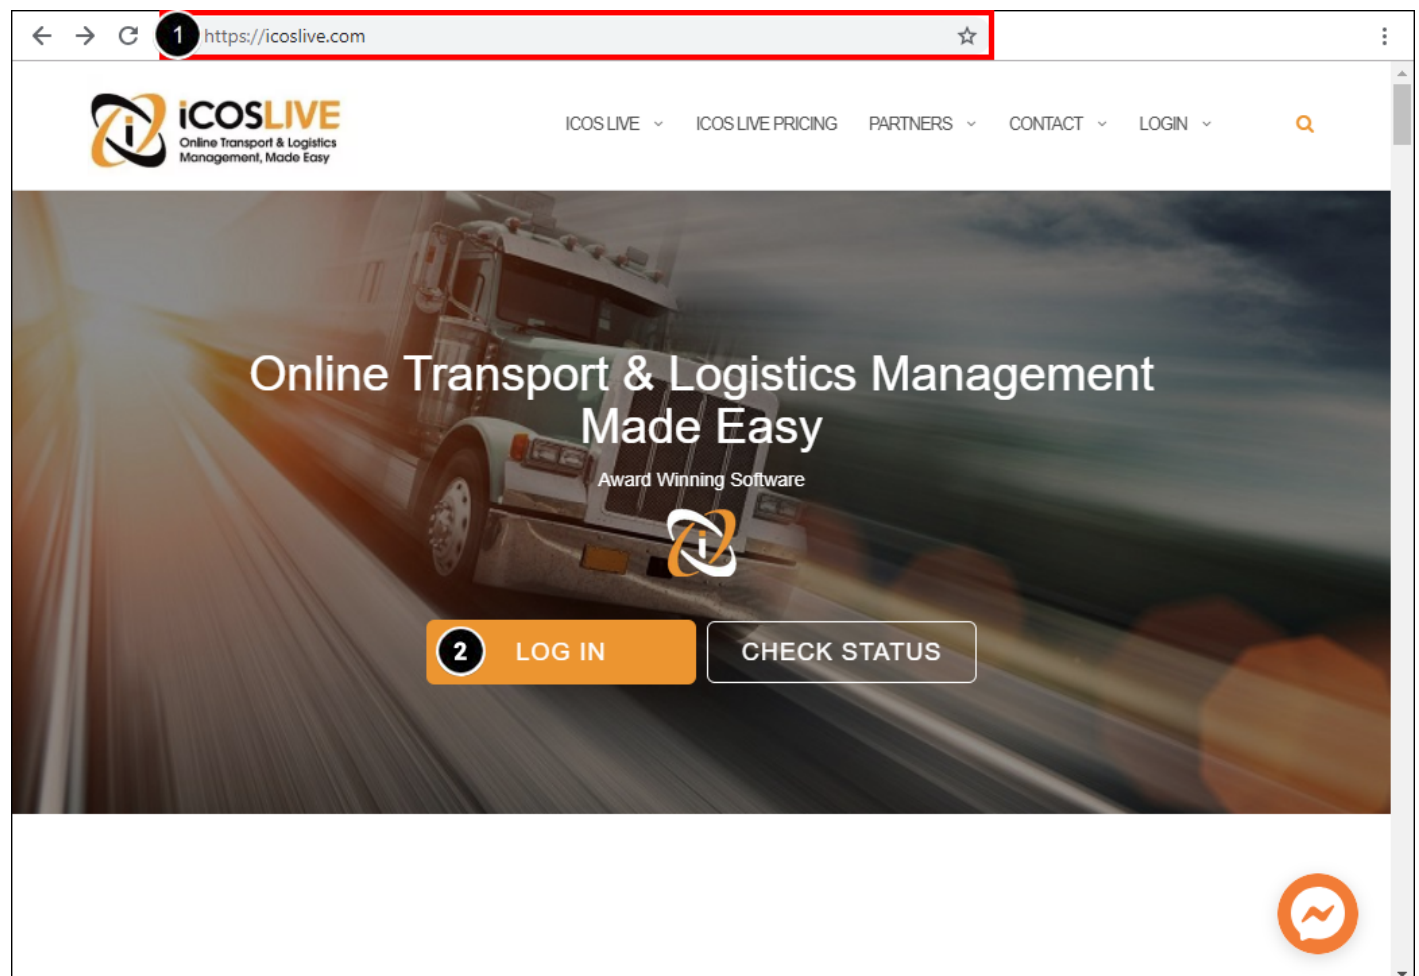 1 https://icoslive.com
iCOSLIVE
Online Transport & Logistics
Management, Made Easy
ICOS LIVE ICOS LIVE PRICING PARTNERS CONTACT LOGIN
Online Transport & Logistics Management
Made Easy
Award Winning Software
i
2 LOG IN CHECK STATUS